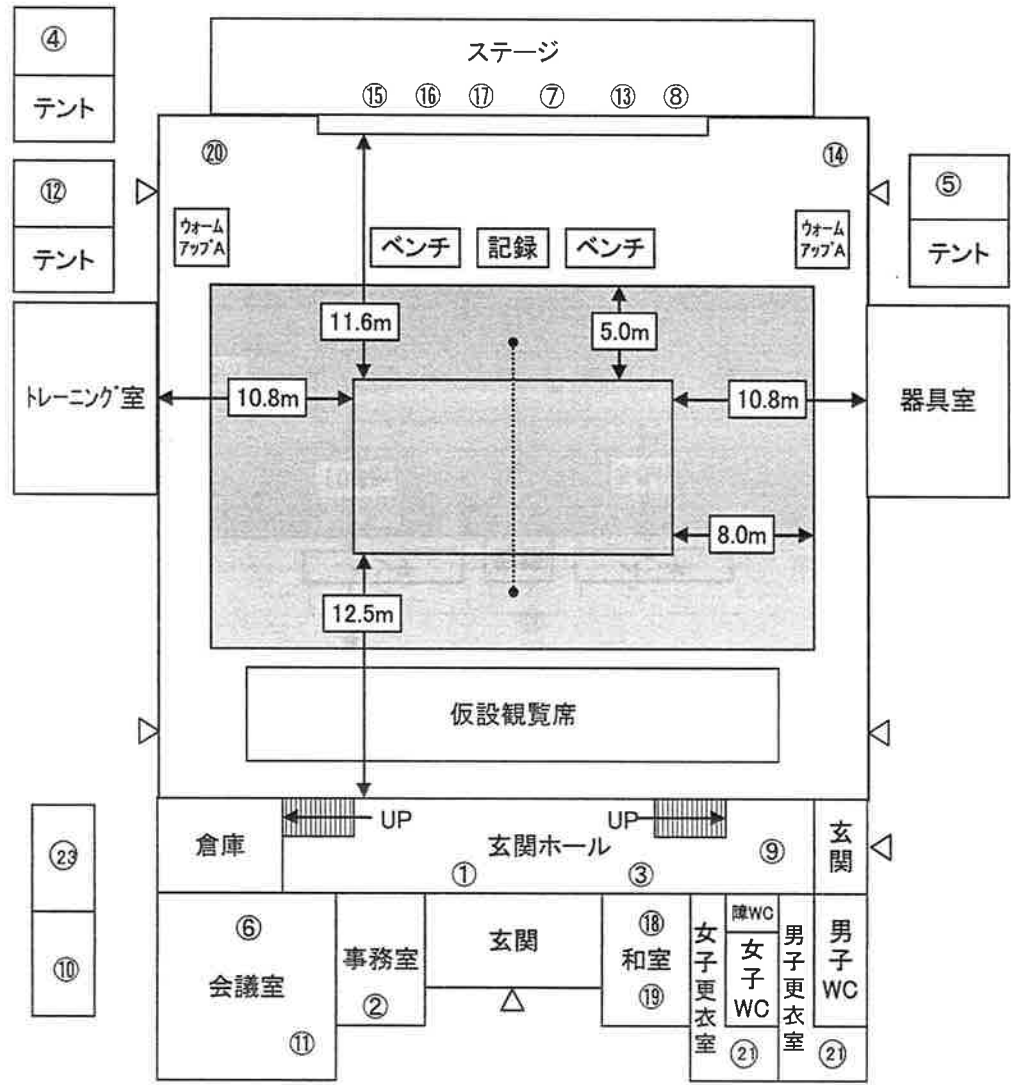 ④
テント
ステージ
⑮ ⑯ ⑰ ⑦ ⑬ ⑧
⑳
⑭
⑫
テント
⑤
テント
ウォーム
アップA
ベンチ
記録
ベンチ
ウォーム
アップA
11.6m
5.0m
トレーニング室
10.8m
10.8m
器具室
8.0m
12.5m
仮設観覧席
倉庫
UP
UP
玄関ホール
① ③ ⑨
玄関
㉓
⑩
⑥
会議室
⑪
事務室
②
玄関
⑱
和室
⑲
女子更衣室
障WC
女子WC
㉑
男子更衣室
男子WC
㉑